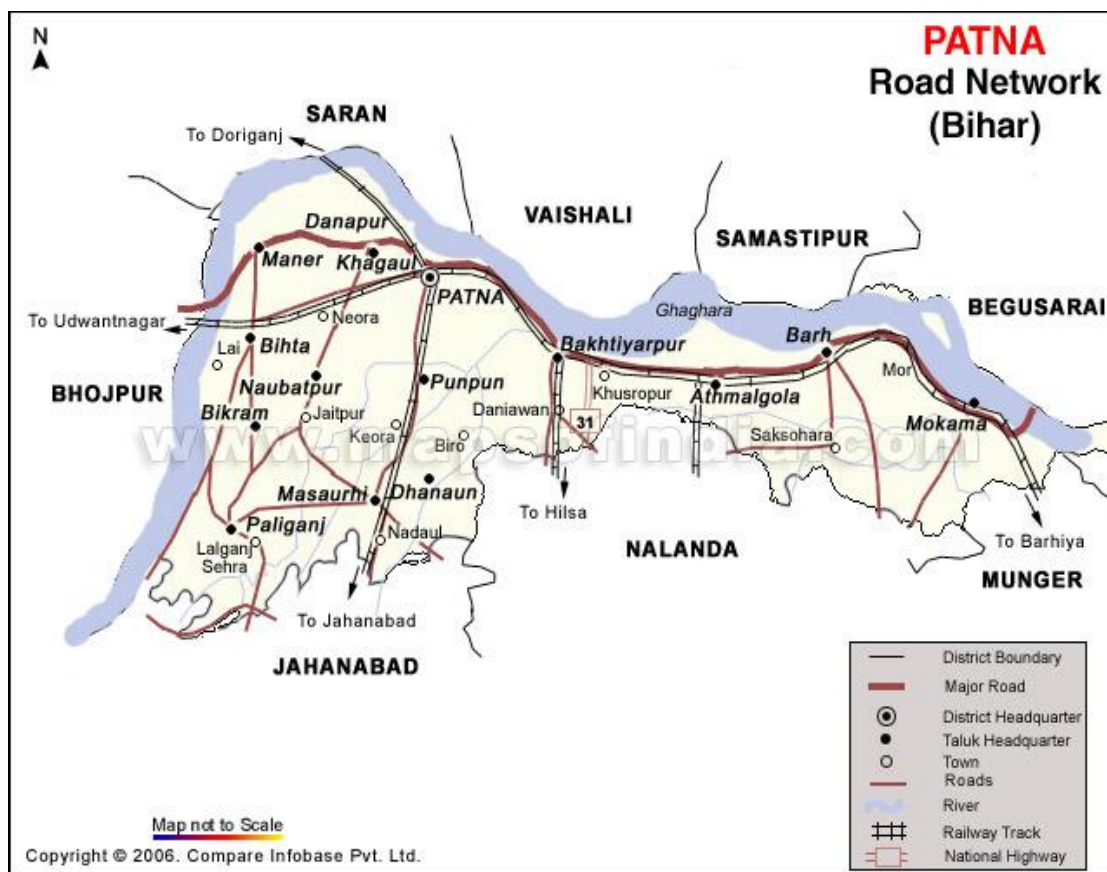 N
PATNA
Road Network
(Bihar)
SARAN
To Doriganj
VAISHALI
Danapur
SAMASTIPUR
Maner
Khagaul
PATNA
Ghaghara
BEGUSARAI
To Udwantnagar
Neora
Bihta
Lai
Bakhtiyarpur
Barh
BHOJPUR
Naubatpur
Punpun
Khusropur
Athmalgola
Mor
Bikram
Jaitpur
Keora
Daniawan
31
Mokama
Biro
Saksohara
www.mapsofindia.com
Masaurhi
Dhanaun
To Hilsa
Paliganj
Nadaul
Lalganj
Sehra
NALANDA
To Barhiya
MUNGER
To Jahanabad
JAHANABAD
District Boundary
Major Road
District Headquarter
Taluk Headquarter
Town
Roads
River
Railway Track
National Highway
Map not to Scale
Copyright © 2006. Compare Infobase Pvt. Ltd.